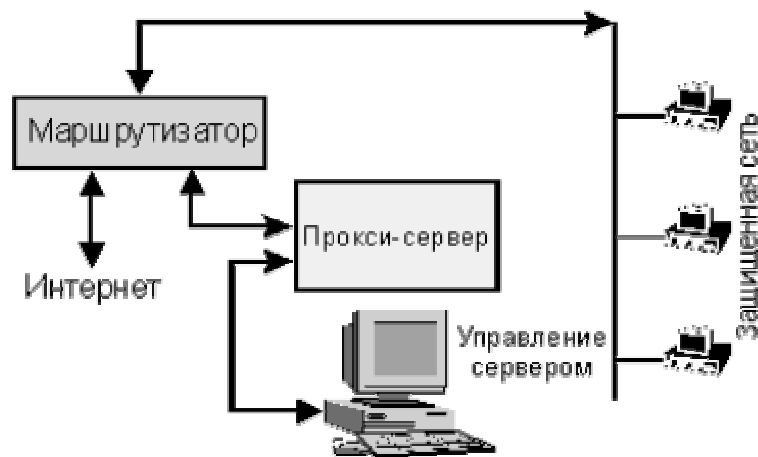 Маршрутизатор
Прокси-сервер
Интернет
Управление
сервером
Защищенная сеть